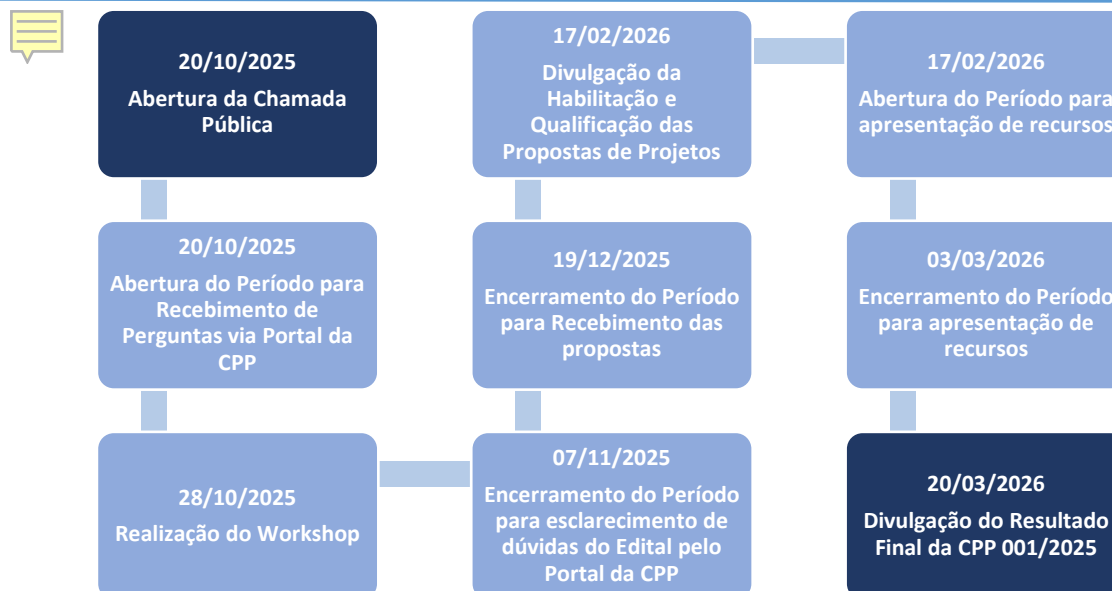 20/10/2025
Abertura da Chamada
Pública
20/10/2025
Abertura do Período para
Recebimento de
Perguntas via Portal da
CPP
28/10/2025
Realização do Workshop
07/11/2025
Encerramento do Período
para esclarecimento de
dúvidas do Edital pelo
Portal da CPP
19/12/2025
Encerramento do Período
para Recebimento das
propostas
17/02/2026
Divulgação da
Habilitação e
Qualificação das
Propostas de Projetos
17/02/2026
Abertura do Período para
apresentação de recursos
03/03/2026
Encerramento do Período
para apresentação de
recursos
20/03/2026
Divulgação do Resultado
Final da CPP 001/2025